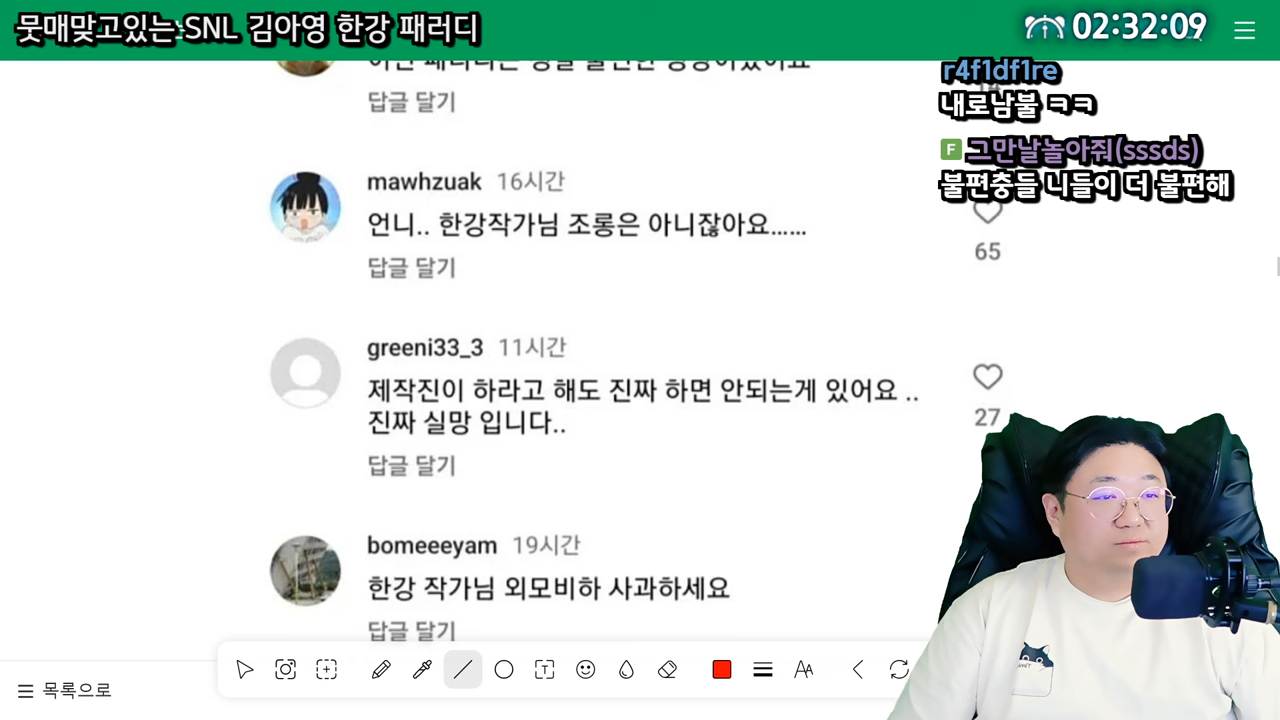 뭇매맞고있는 SNL 김아영 한강 패러디
02:32:09
답글 달기
r4f1df1re
내로남불 ㅋㅋ
F 그만날놀아줘(sssds)
불편충들 니들이 더 불편해
mawhzuak 16시간
언니.. 한강작가님 조롱은 아니잖아요......
65
답글 달기
greeni33_3 11시간
제작진이 하라고 해도 진짜 하면 안되는게 있어요 ..
진짜 실망 입니다..
27
답글 달기
bomeeeyam 19시간
한강 작가님 외모비하 사과하세요
답글 달기
목록으로